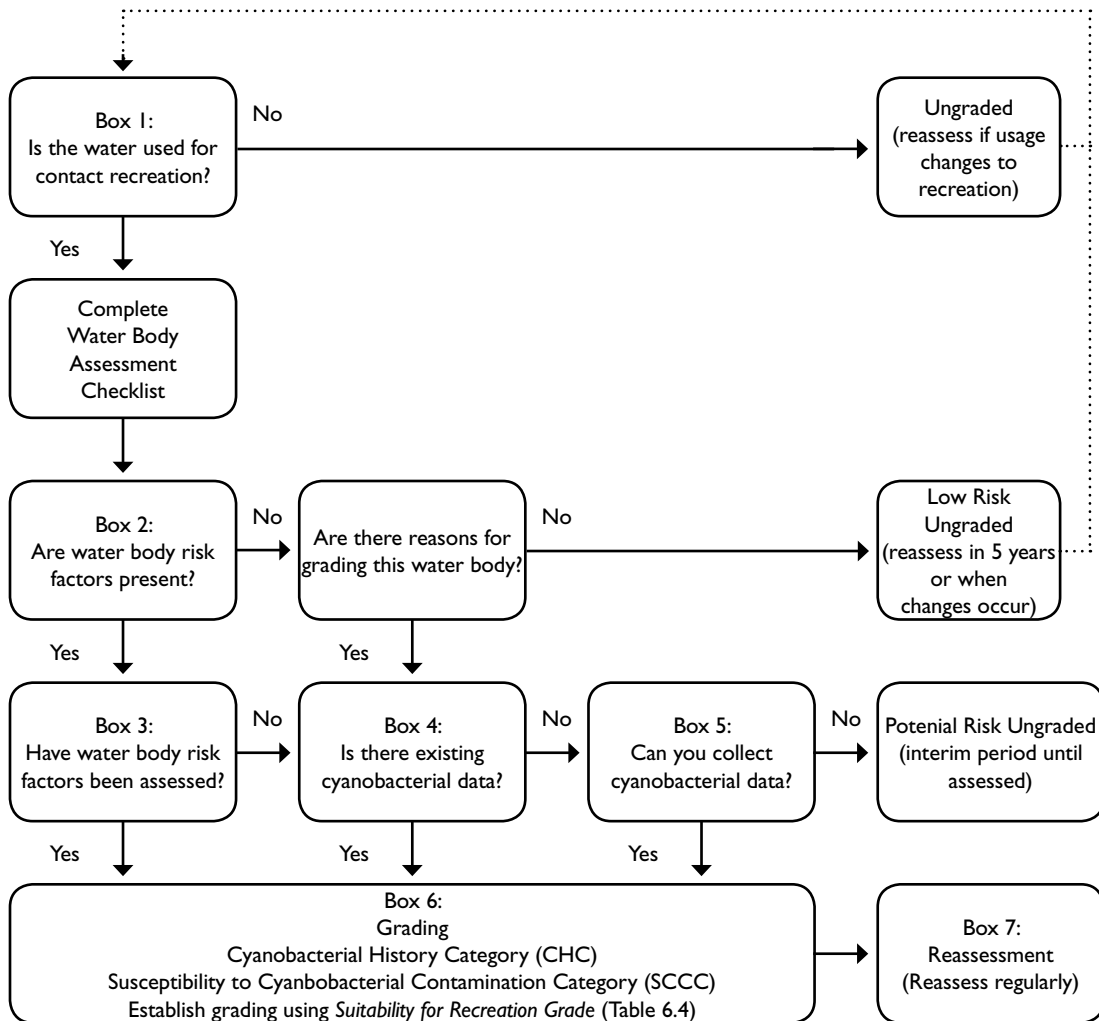 Box 1:
Is the water used for
contact recreation?
No
Ungraded
(reassess if usage
changes to
recreation)
Yes
Complete
Water Body
Assessment
Checklist
Box 2:
Are water body risk
factors present?
No
Are there reasons for
grading this water body?
No
Low Risk
Ungraded
(reassess in 5 years
or when
changes occur)
Yes
Yes
Box 3:
Have water body risk
factors been assessed?
No
Box 4:
Is there existing
cyanobacterial data?
No
Box 5:
Can you collect
cyanobacterial data?
No
Potenial Risk Ungraded
(interim period until
assessed)
Yes
Yes
Yes
Box 6:
Grading
Cyanobacterial History Category (CHC)
Susceptibility to Cyanbobacterial Contamination Category (SCCC)
Establish grading using Suitability for Recreation Grade (Table 6.4)
Box 7:
Reassessment
(Reassess regularly)